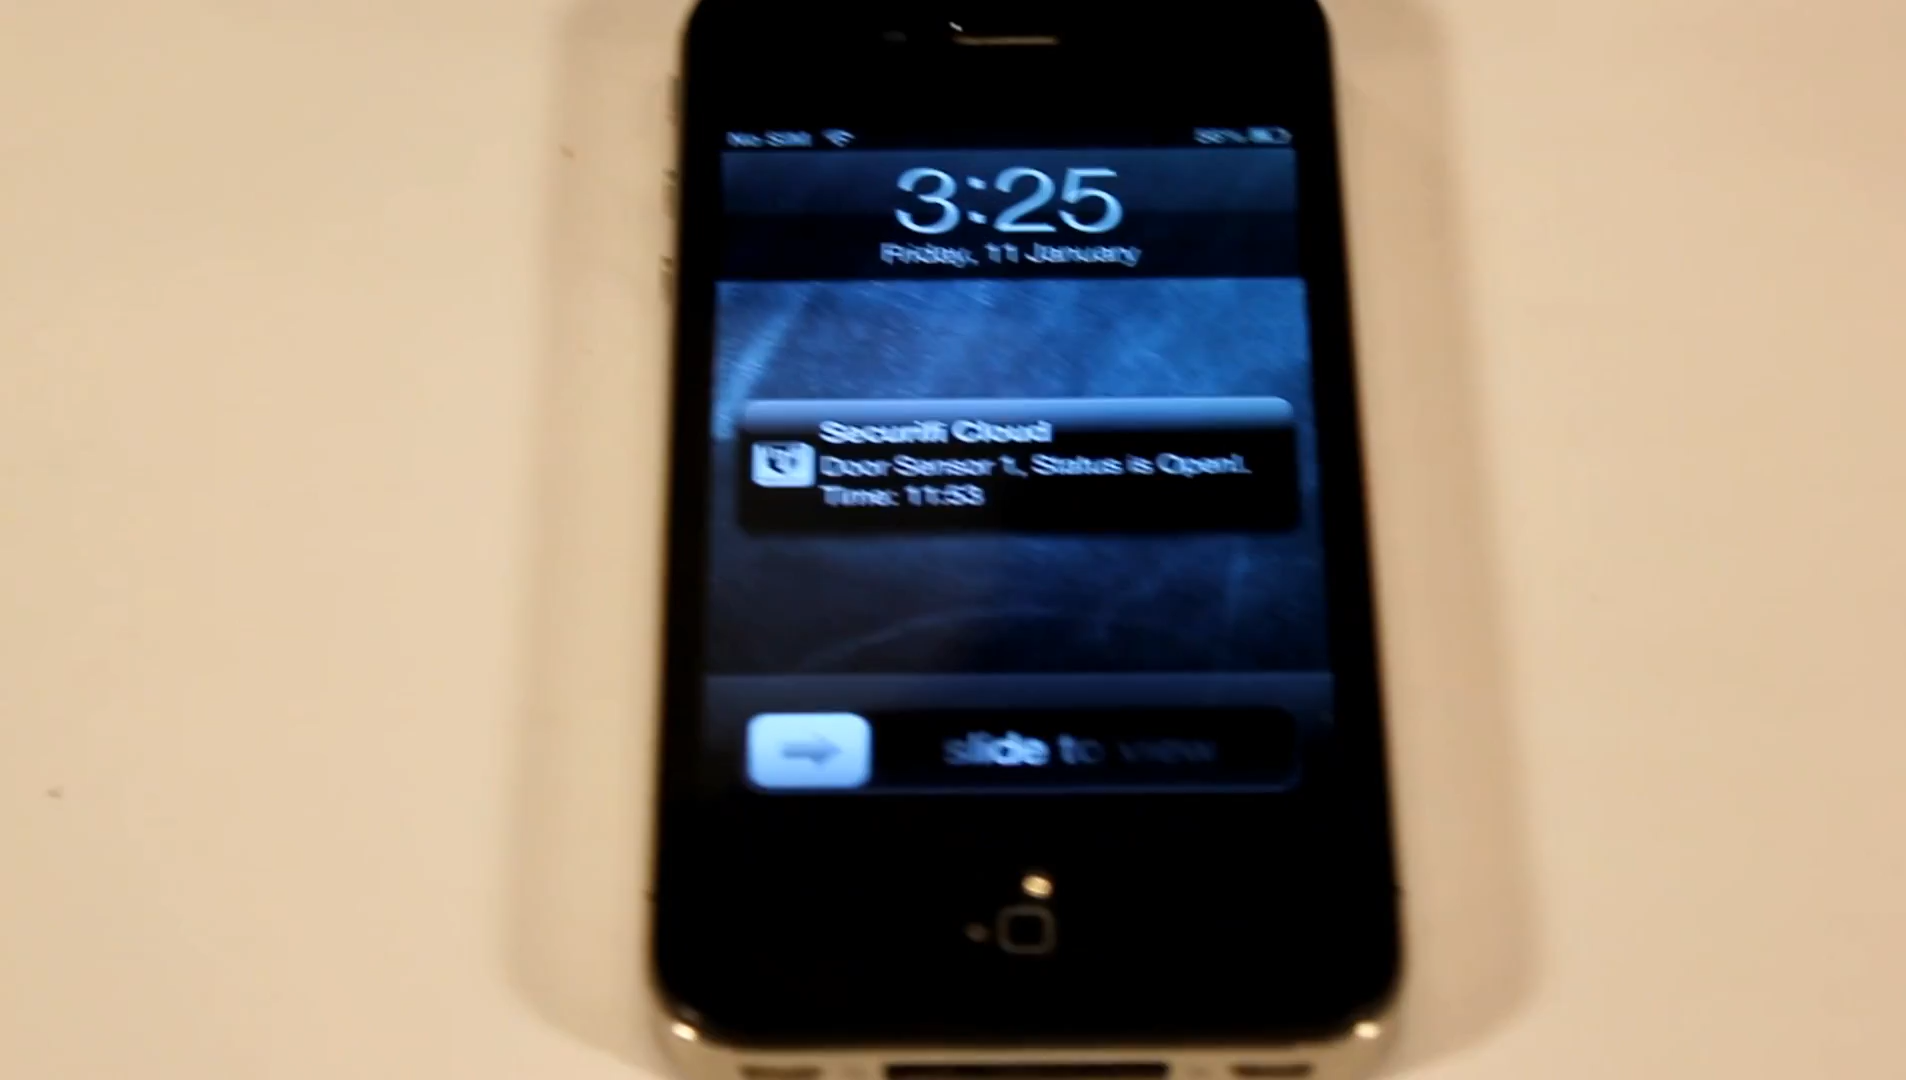 No SIM
3:25
Friday, 11 January
Securifi Cloud
Door Sensor 1, Status is Open!.
Time: 11:53
slide to view